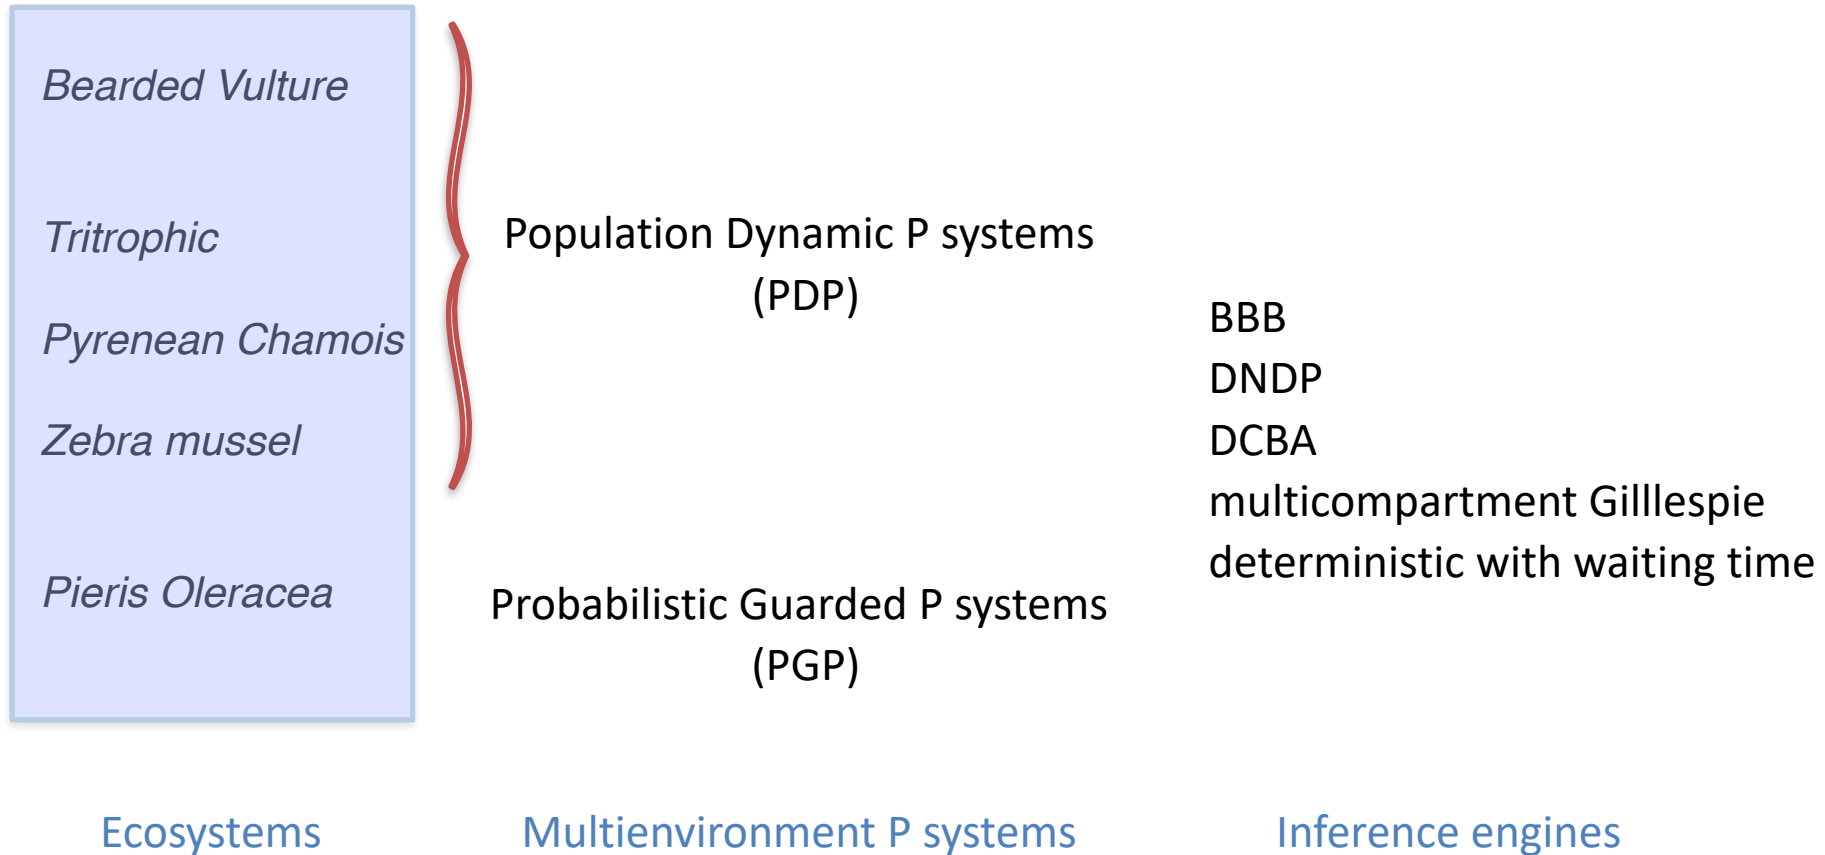 Bearded Vulture
Tritrophic
Pyrenean Chamois
Zebra mussel
Pieris Oleracea
Population Dynamic P systems
(PDP)
Probabilistic Guarded P systems
(PGP)
BBB
DNDP
DCBA
multicompartment Gilllespie
deterministic with waiting time
Ecosystems
Multienvironment P systems
Inference engines